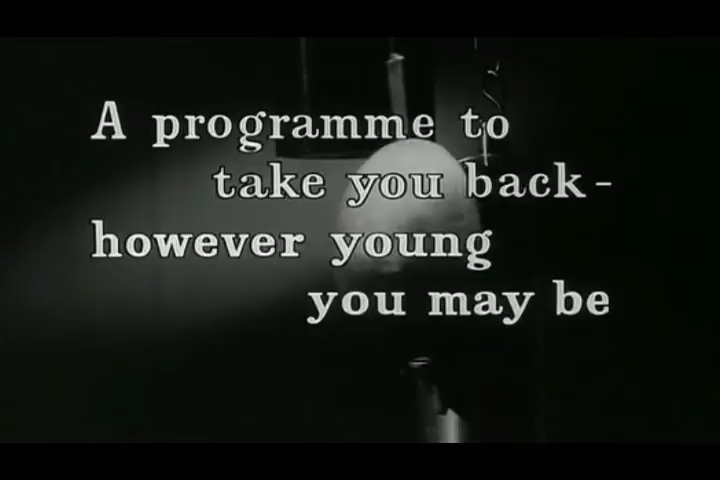 A programme to
take you back-
however young
you may be